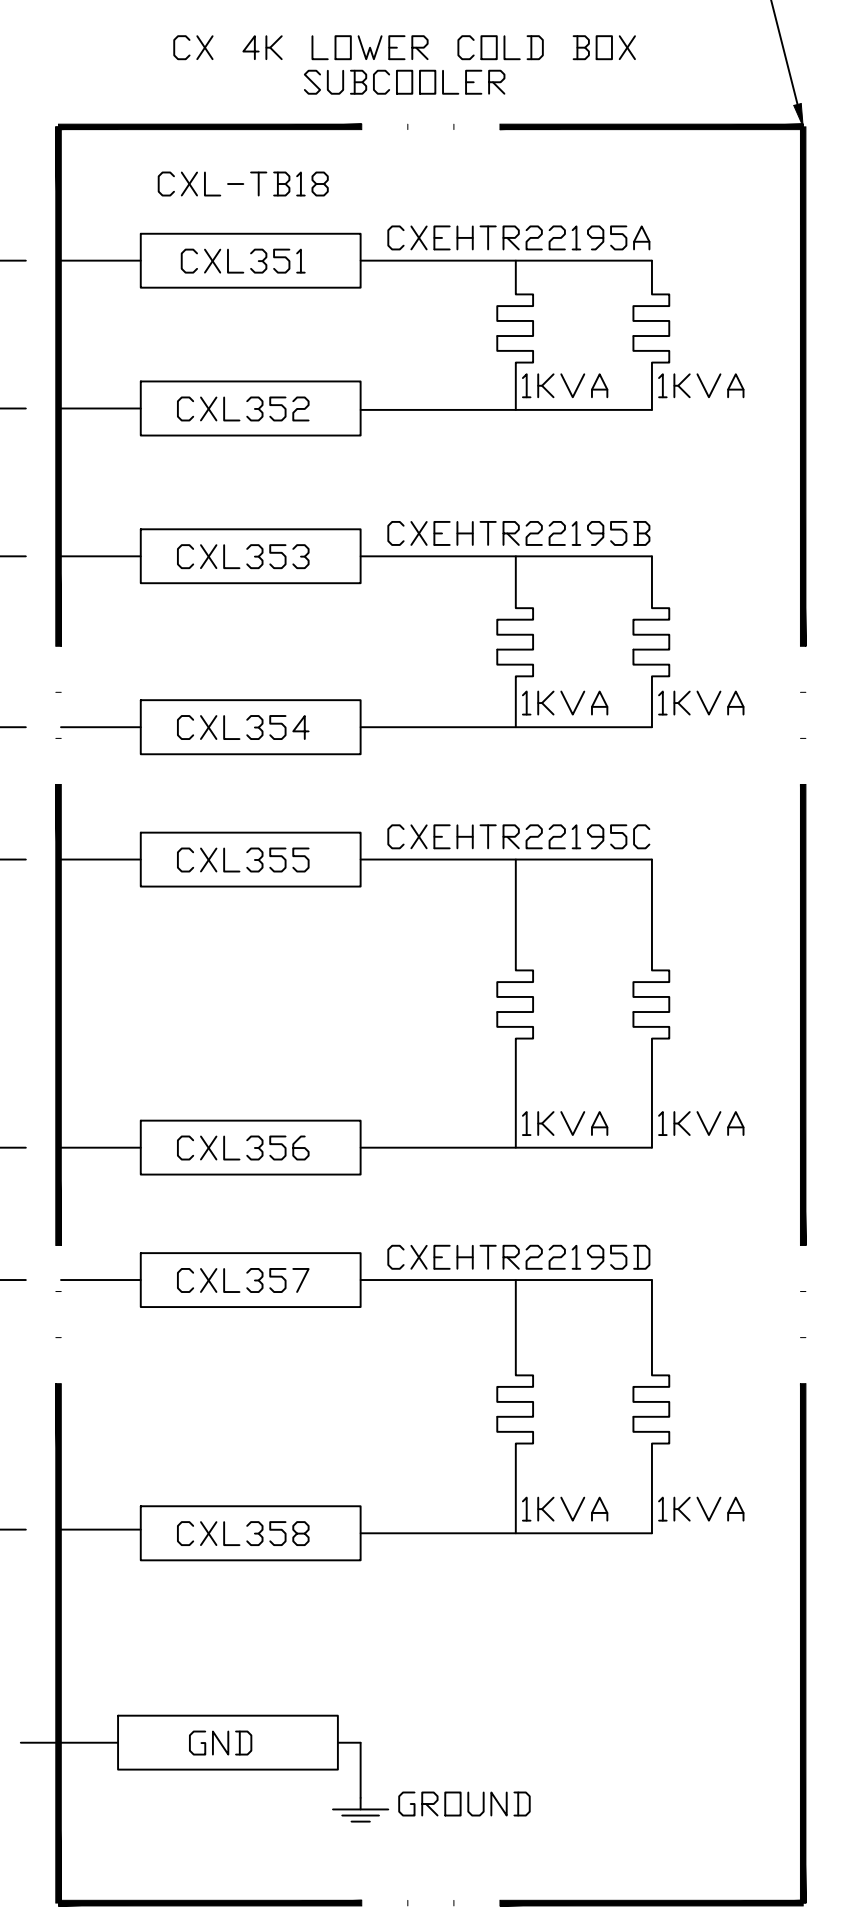 CX 4K LOWER COLD BOX
SUBCOOLER
CXL-TB18
CXEHTR22195A
CXL351
1KVA 1KVA
CXL352
CXEHTR22195B
CXL353
1KVA 1KVA
CXL354
CXEHTR22195C
CXL355
1KVA 1KVA
CXL356
CXEHTR22195D
CXL357
1KVA 1KVA
CXL358
GND
GROUND